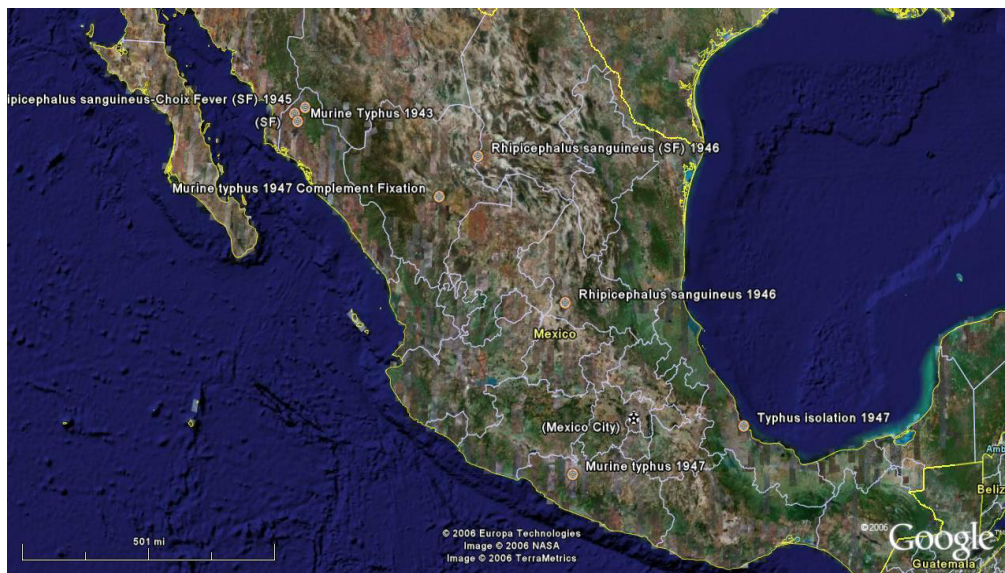 ipicephalus sanguineus-Choix Fever (SF) 1945
Murine Typhus 1943
(SF)
Rhipicephalus sanguineus (SF) 1946
Murine typhus 1947 Complement Fixation
Rhipicephalus sanguineus 1946
Mexico
Typhus isolation 1947
(Mexico City)
Murine typhus 1947
Amb
Beliz
501 mi
© 2006 Europa Technologies
Image © 2006 NASA
Image © 2006 TerraMetrics
©2006 Google™
Guatemala